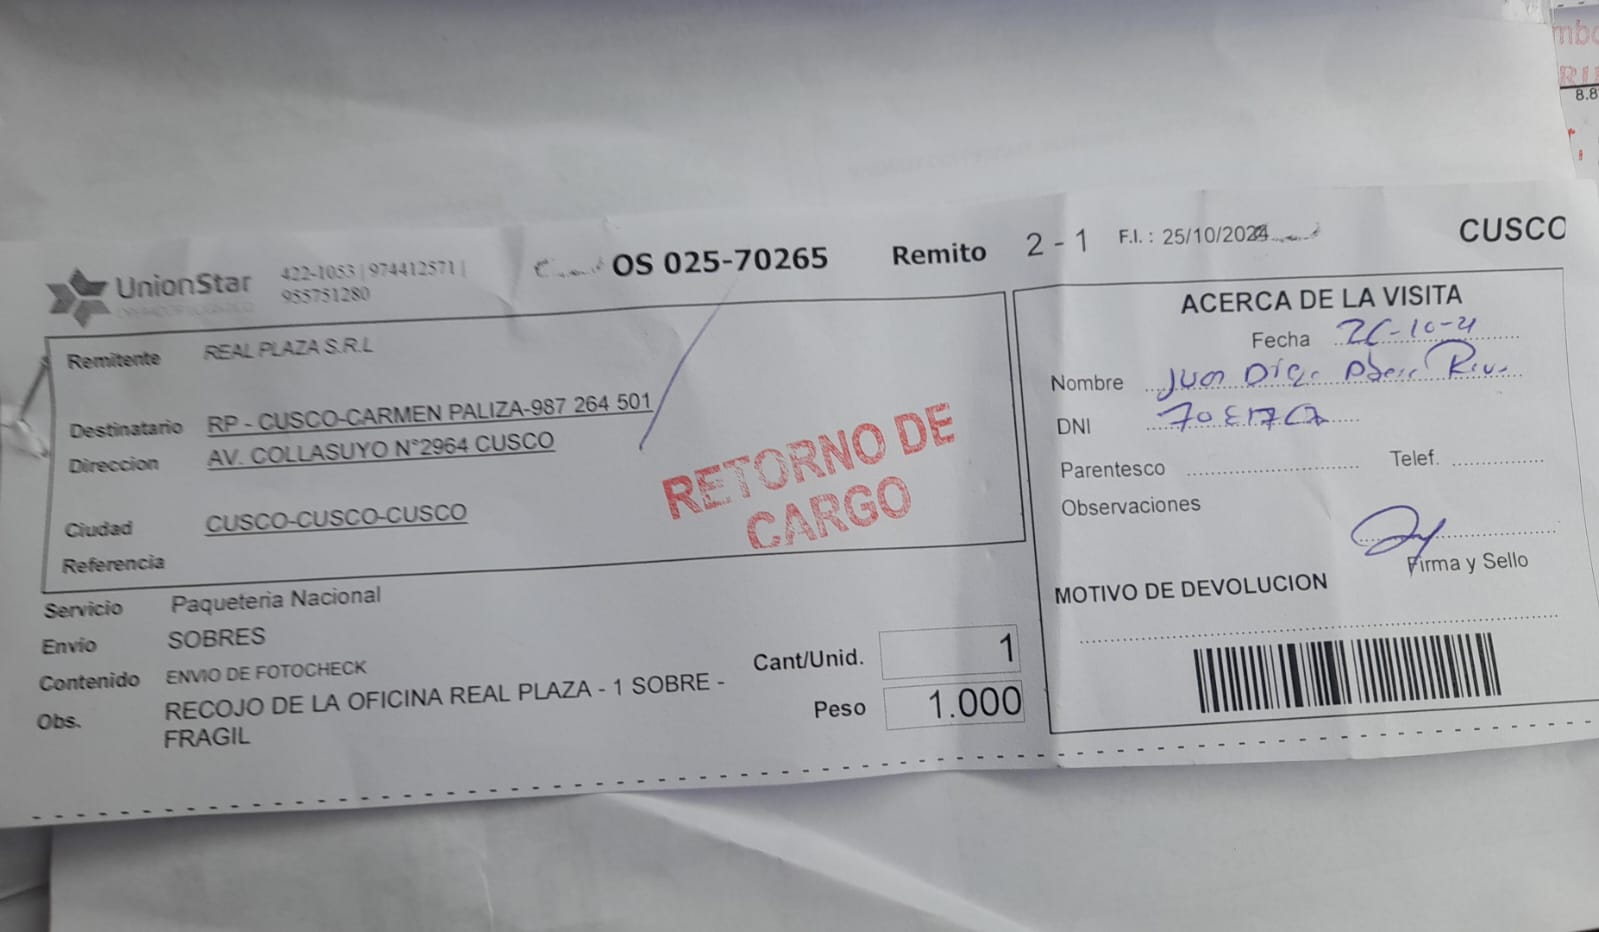 UnionStar
422-1053 | 974412571 |
955751280
OS 025-70265
Remito 2 - 1
F.I. : 25/10/2024
CUSCO
Remitente REAL PLAZA S.R.L
Destinatario RP - CUSCO-CARMEN PALIZA-987 264 501
Direccion AV. COLLASUYO N°2964 CUSCO
Ciudad CUSCO-CUSCO-CUSCO
Referencia
RETORNO DE
CARGO
Servicio Paqueteria Nacional
Envio SOBRES
Contenido ENVIO DE FOTOCHECK
Obs. RECOJO DE LA OFICINA REAL PLAZA - 1 SOBRE -
FRAGIL
Cant/Unid. 1
Peso 1.000
ACERCA DE LA VISITA
Fecha
Nombre Juan
DNI
Parentesco
Telef.
Observaciones
Firma y Sello
MOTIVO DE DEVOLUCION
8.8